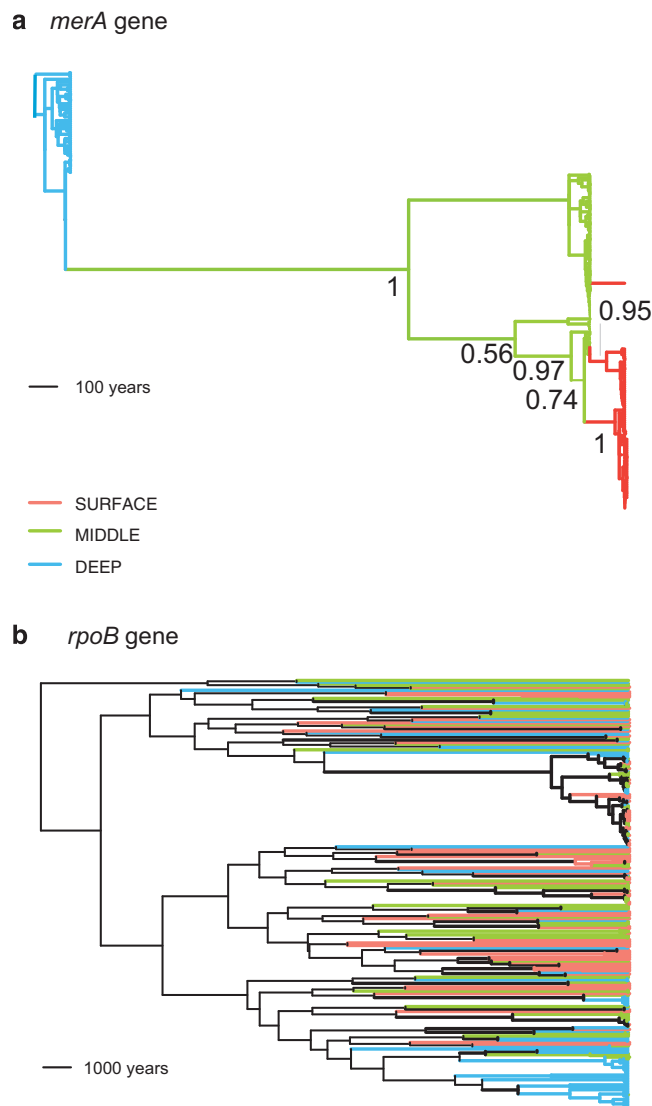 a merA gene
1
0.95
0.56
0.97
0.74
1
100 years
SURFACE
MIDDLE
DEEP
b rpoB gene
1000 years